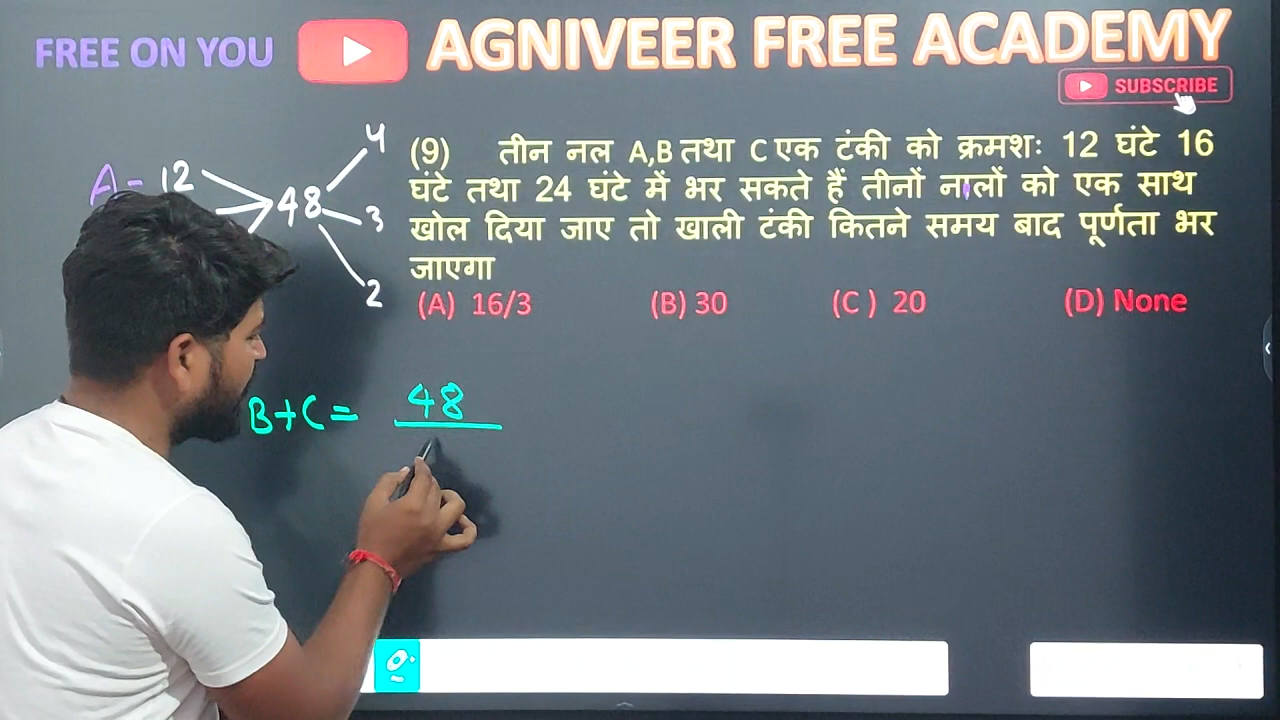 FREE ON YOU
AGNIVEER FREE ACADEMY
SUBSCRIBE
A - 12
48
4
3
2
(9) तीन नल A,B तथा C एक टंकी को क्रमशः 12 घंटे 16
घंटे तथा 24 घंटे में भर सकते हैं तीनों नालों को एक साथ
खोल दिया जाए तो खाली टंकी कितने समय बाद पूर्णता भर
जाएगा
(A) 16/3 (B) 30 (C ) 20 (D) None
B+C = 48